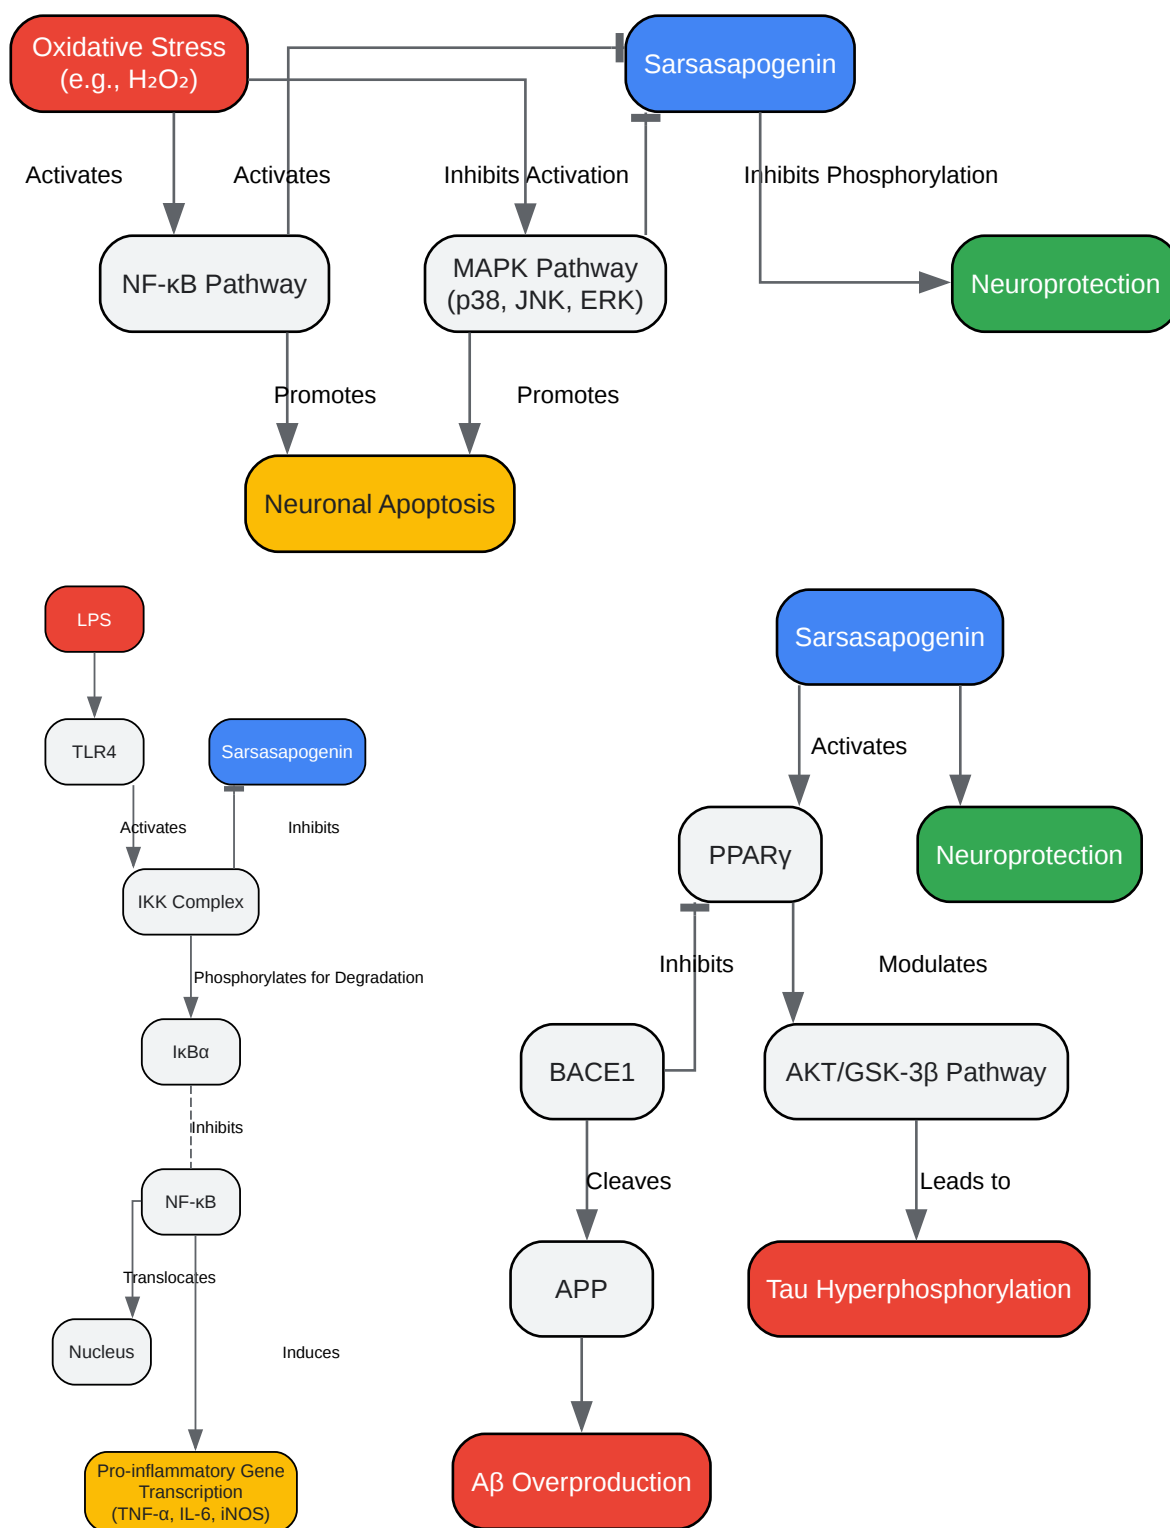 Oxidative Stress
(e.g., H₂O₂)
Sarsasapogenin
Activates
Activates
Inhibits Activation
Inhibits Phosphorylation
NF-κB Pathway
MAPK Pathway
(p38, JNK, ERK)
Neuroprotection
Promotes
Promotes
Neuronal Apoptosis
LPS
TLR4
Sarsasapogenin
Activates
Inhibits
IKK Complex
Phosphorylates for Degradation
IκBα
Inhibits
NF-κB
Translocates
Nucleus
Induces
Pro-inflammatory Gene
Transcription
(TNF-α, IL-6, iNOS)
Sarsasapogenin
Activates
PPARγ
Neuroprotection
Inhibits
Modulates
BACE1
AKT/GSK-3β Pathway
Cleaves
Leads to
APP
Tau Hyperphosphorylation
Aβ Overproduction